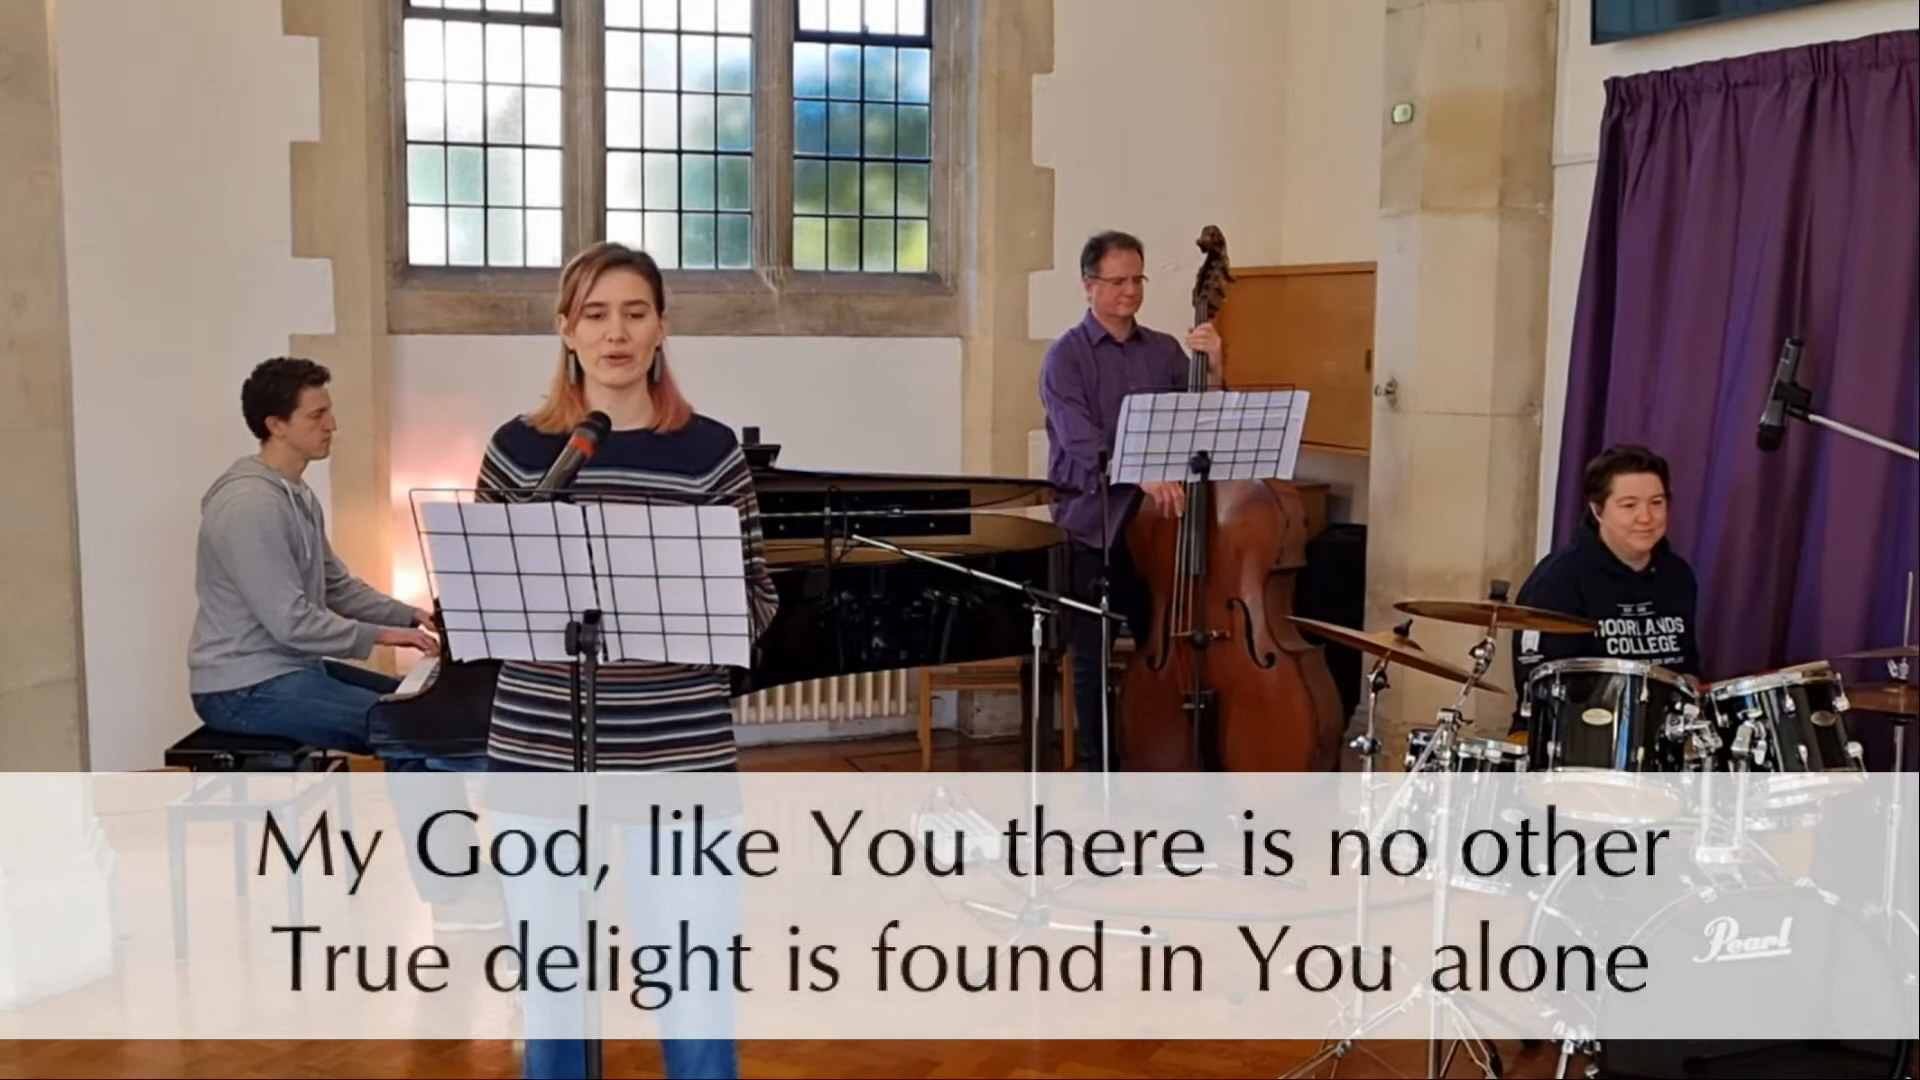 MOORLANDS
COLLEGE
My God, like You there is no other
True delight is found in You alone
Pearl